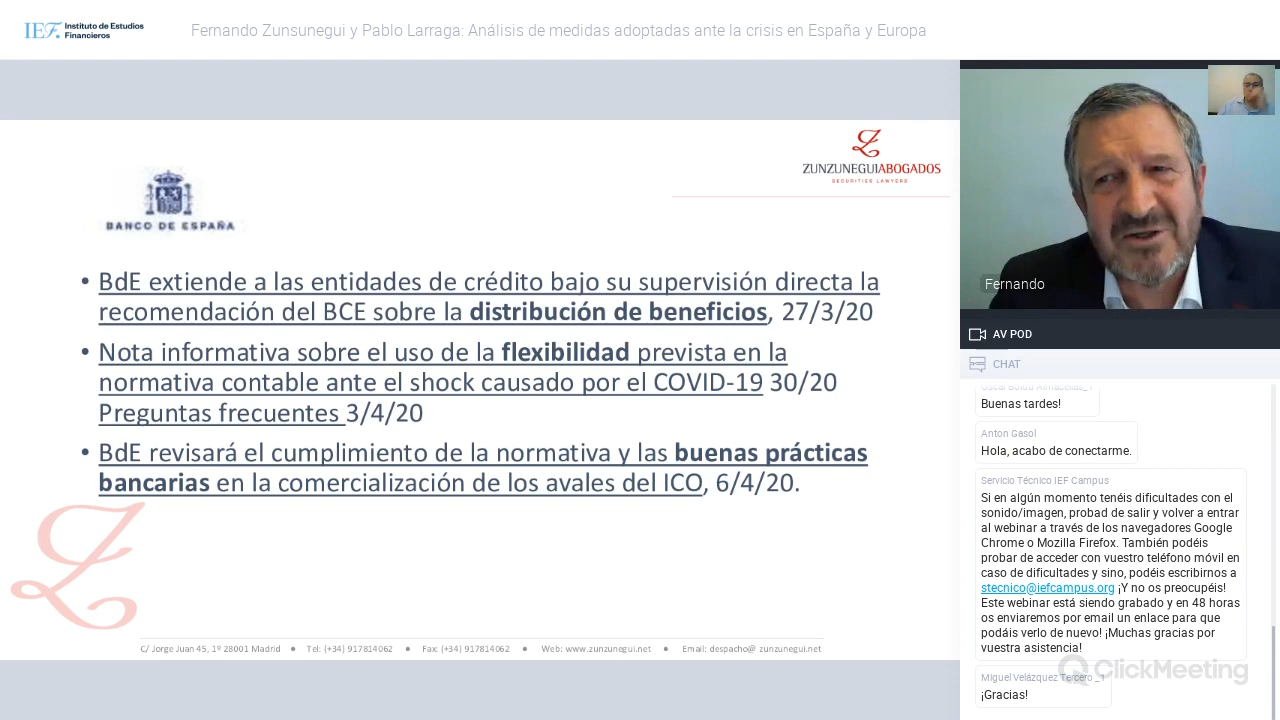 IEF. Instituto de Estudios
Financieros
Fernando Zunsunegui y Pablo Larraga: Análisis de medidas adoptadas ante la crisis en España y Europa
ZUNZUNEGUIABOGADOS
SECURITIES LAWYERS
BANCO DE ESPAÑA
• BdE extiende a las entidades de crédito bajo su supervisión directa la
recomendación del BCE sobre la distribución de beneficios, 27/3/20
• Nota informativa sobre el uso de la flexibilidad prevista en la
normativa contable ante el shock causado por el COVID-19 30/20
Preguntas frecuentes 3/4/20
• BdE revisará el cumplimiento de la normativa y las buenas prácticas
bancarias en la comercialización de los avales del ICO, 6/4/20.
C/ Jorge Juan 45, 1º 28001 Madrid • Tel: (+34) 917814062 • Fax: (+34) 917814062 • Web: www.zunzunegui.net • Email: despacho@ zunzunegui.net
Fernando
AV POD
CHAT
Buenas tardes!
Anton Gasol
Hola, acabo de conectarme.
Servicio Técnico IEF Campus
Si en algún momento tenéis dificultades con el
sonido/imagen, probad de salir y volver a entrar
al webinar a través de los navegadores Google
Chrome o Mozilla Firefox. También podéis
probar de acceder con vuestro teléfono móvil en
caso de dificultades y sino, podéis escribirnos a
stecnico@iefcampus.org ¡Y no os preocupéis!
Este webinar está siendo grabado y en 48 horas
os enviaremos por email un enlace para que
podáis verlo de nuevo! ¡Muchas gracias por
vuestra asistencia!
ClickMeeting
Miguel Velázquez Tercero _1
¡Gracias!